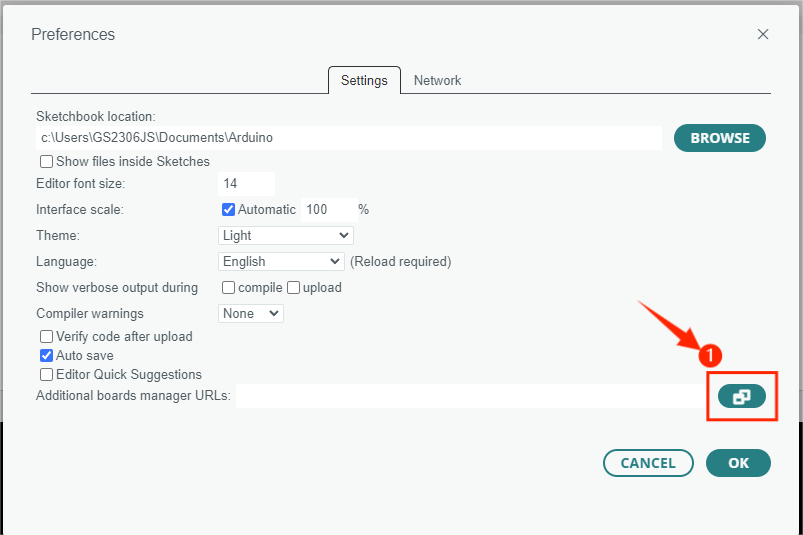 Preferences
Settings Network
Sketchbook location:
c:\Users\GS2306JS\Documents\Arduino
BROWSE
Show files inside Sketches
Editor font size: 14
Interface scale: Automatic 100 %
Theme: Light
Language: English (Reload required)
Show verbose output during compile upload
Compiler warnings None
Verify code after upload
Auto save
1
Editor Quick Suggestions
Additional boards manager URLs:
CANCEL OK